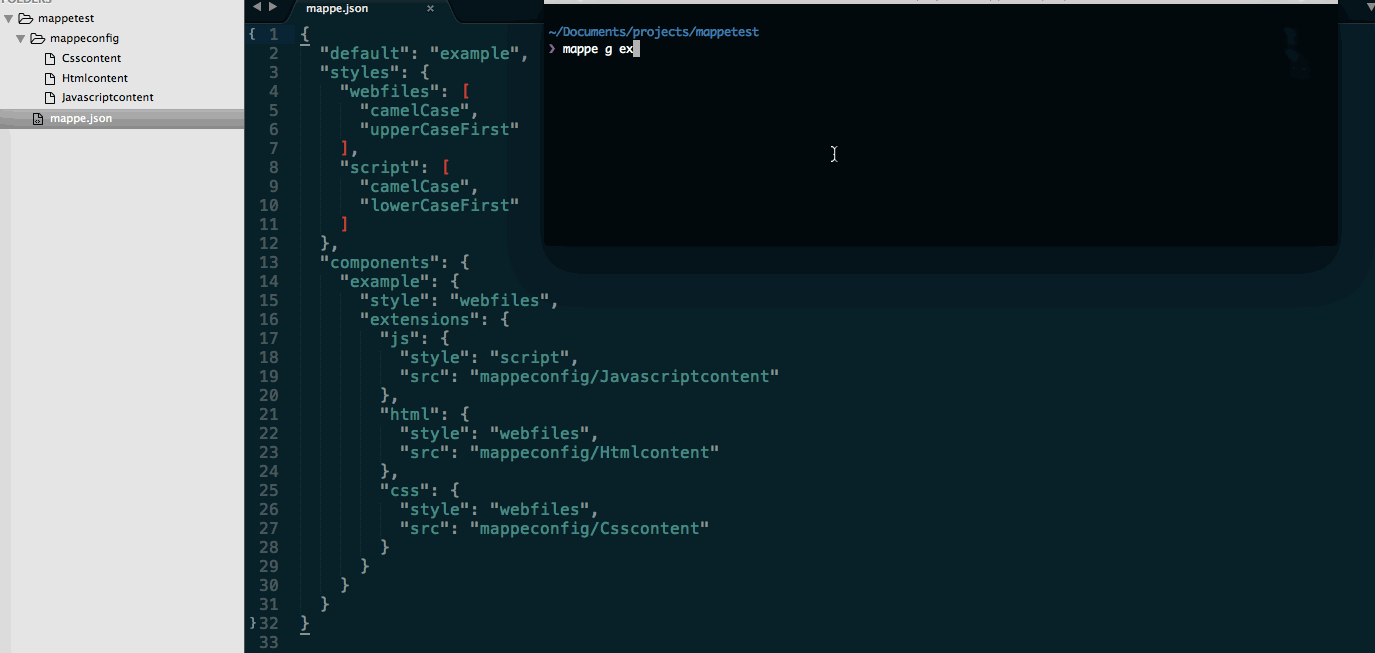 FOLDERS
mappetest
mappeconfig
Csscontent
Htmlcontent
Javascriptcontent
mappe.json
mappe.json ×
~/Documents/projects/mappetest
❯ mappe g ex
{ 1 {
2 "default": "example",
3 "styles": {
4 "webfiles": [
5 "camelCase",
6 "upperCaseFirst"
7 ],
8 "script": [
9 "camelCase",
10 "lowerCaseFirst"
11 ]
12 },
13 "components": {
14 "example": {
15 "style": "webfiles",
16 "extensions": {
17 "js": {
18 "style": "script",
19 "src": "mappeconfig/Javascriptcontent"
20 },
21 "html": {
22 "style": "webfiles",
23 "src": "mappeconfig/Htmlcontent"
24 },
25 "css": {
26 "style": "webfiles",
27 "src": "mappeconfig/Csscontent"
28 }
29 }
30 }
31 }
}32 }
33